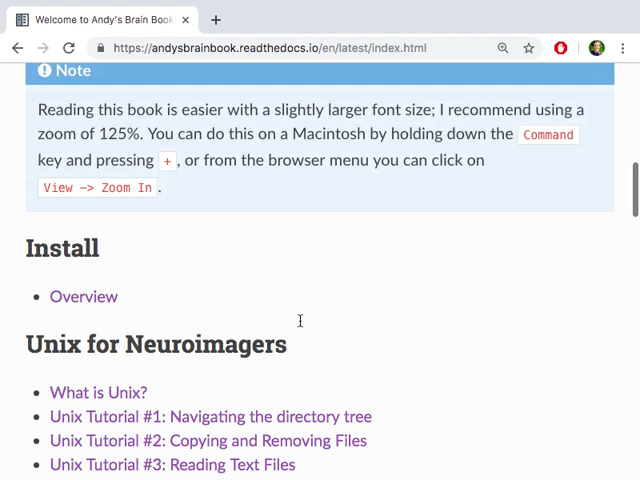 Welcome to Andy's Brain Book
https://andysbrainbook.readthedocs.io/en/latest/index.html
Note
Reading this book is easier with a slightly larger font size; I recommend using a
zoom of 125%. You can do this on a Macintosh by holding down the Command
key and pressing +, or from the browser menu you can click on
View -> Zoom In.
Install
• Overview
Unix for Neuroimagers
• What is Unix?
• Unix Tutorial #1: Navigating the directory tree
• Unix Tutorial #2: Copying and Removing Files
• Unix Tutorial #3: Reading Text Files